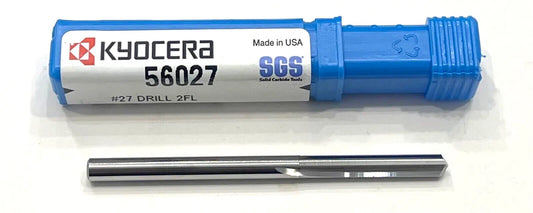 KYOCERA
Made in USA
56027
SGS
Solid Carbide Tools
#27 DRILL 2FL